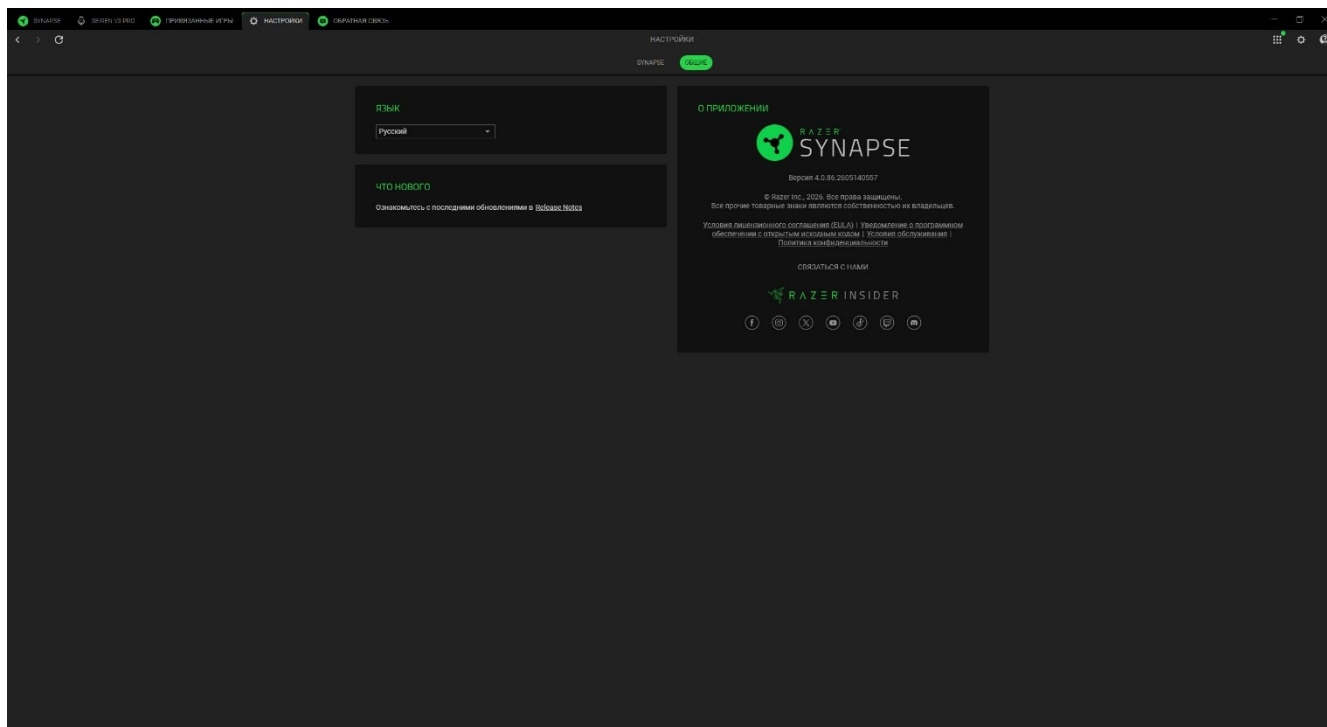 SYNAPSE
SEIREN V3 PRO
ПРИВЯЗАННЫЕ ИГРЫ
НАСТРОЙКИ
ОБРАТНАЯ СВЯЗЬ
НАСТРОЙКИ
SYNAPSE
ОБЩИЕ
ЯЗЫК
Русский
ЧТО НОВОГО
Ознакомьтесь с последними обновлениями в Release Notes
О ПРИЛОЖЕНИИ
RAZER
SYNAPSE
Версия 4.0.86.2605140557
© Razer Inc., 2026. Все права защищены.
Все прочие товарные знаки являются собственностью их владельцев.
Условия лицензионного соглашения (EULA) | Уведомление о программном
обеспечении с открытым исходным кодом | Условия обслуживания |
Политика конфиденциальности
СВЯЗАТЬСЯ С НАМИ
RAZER INSIDER